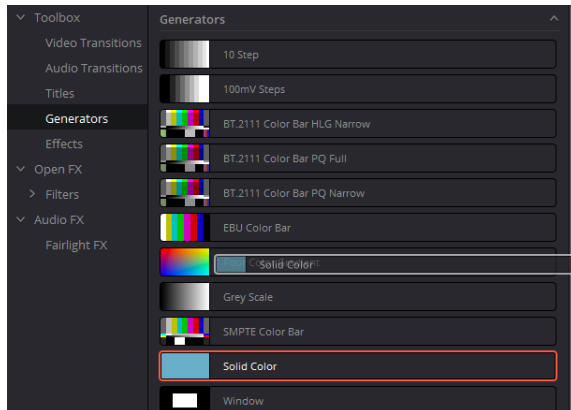 Toolbox
Video Transitions
Audio Transitions
Titles
Generators
Effects
Open FX
Filters
Audio FX
Fairlight FX
Generators
10 Step
100mV Steps
BT.2111 Color Bar HLG Narrow
BT.2111 Color Bar PQ Full
BT.2111 Color Bar PQ Narrow
EBU Color Bar
Solid Color
Grey Scale
SMPTE Color Bar
Solid Color
Window